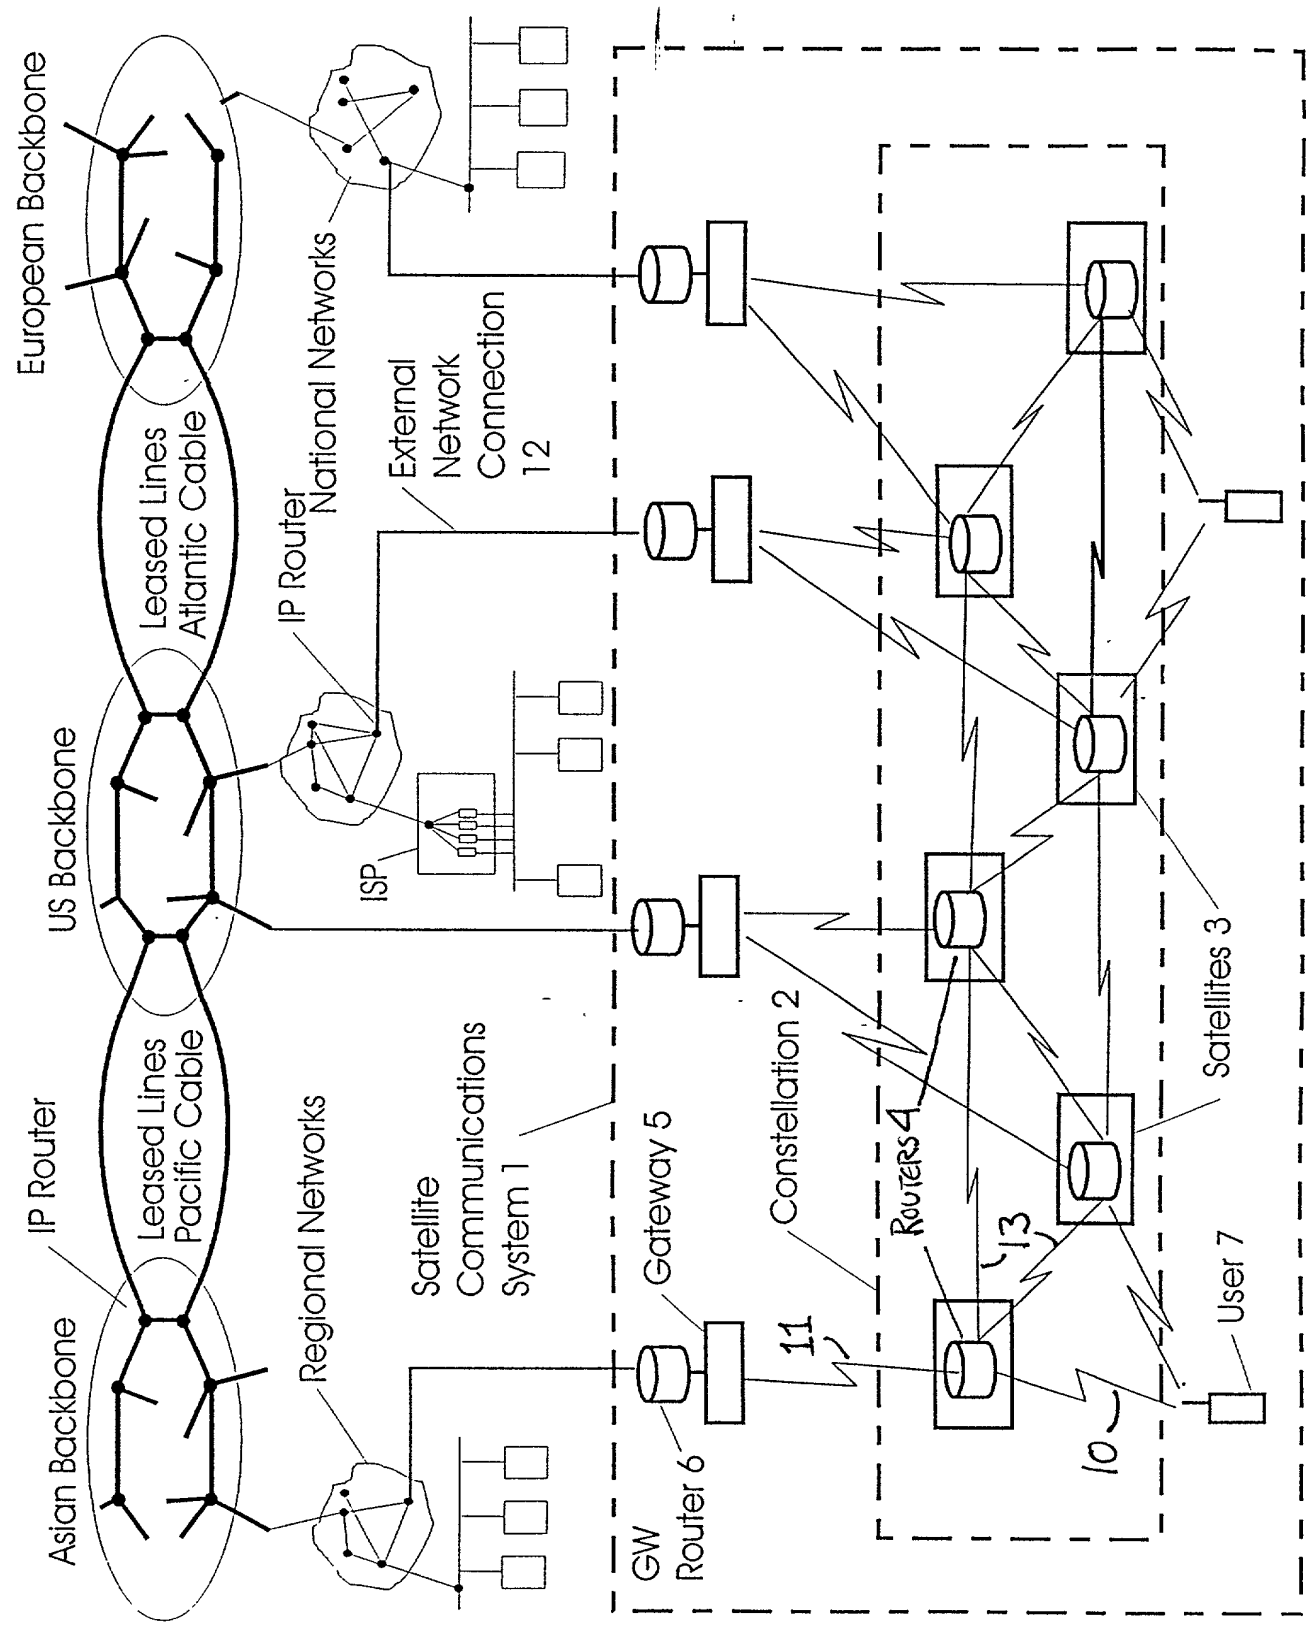 Asian Backbone
IP Router
Leased Lines
Pacific Cable
US Backbone
Leased Lines
Atlantic Cable
European Backbone
Regional Networks
ISP
IP Router
National Networks
Satellite
Communications
System 1
External
Network
Connection
12
GW
Router 6
Gateway 5
Constellation 2
11
ROUTERS 4
13
10
User 7
Satellites 3